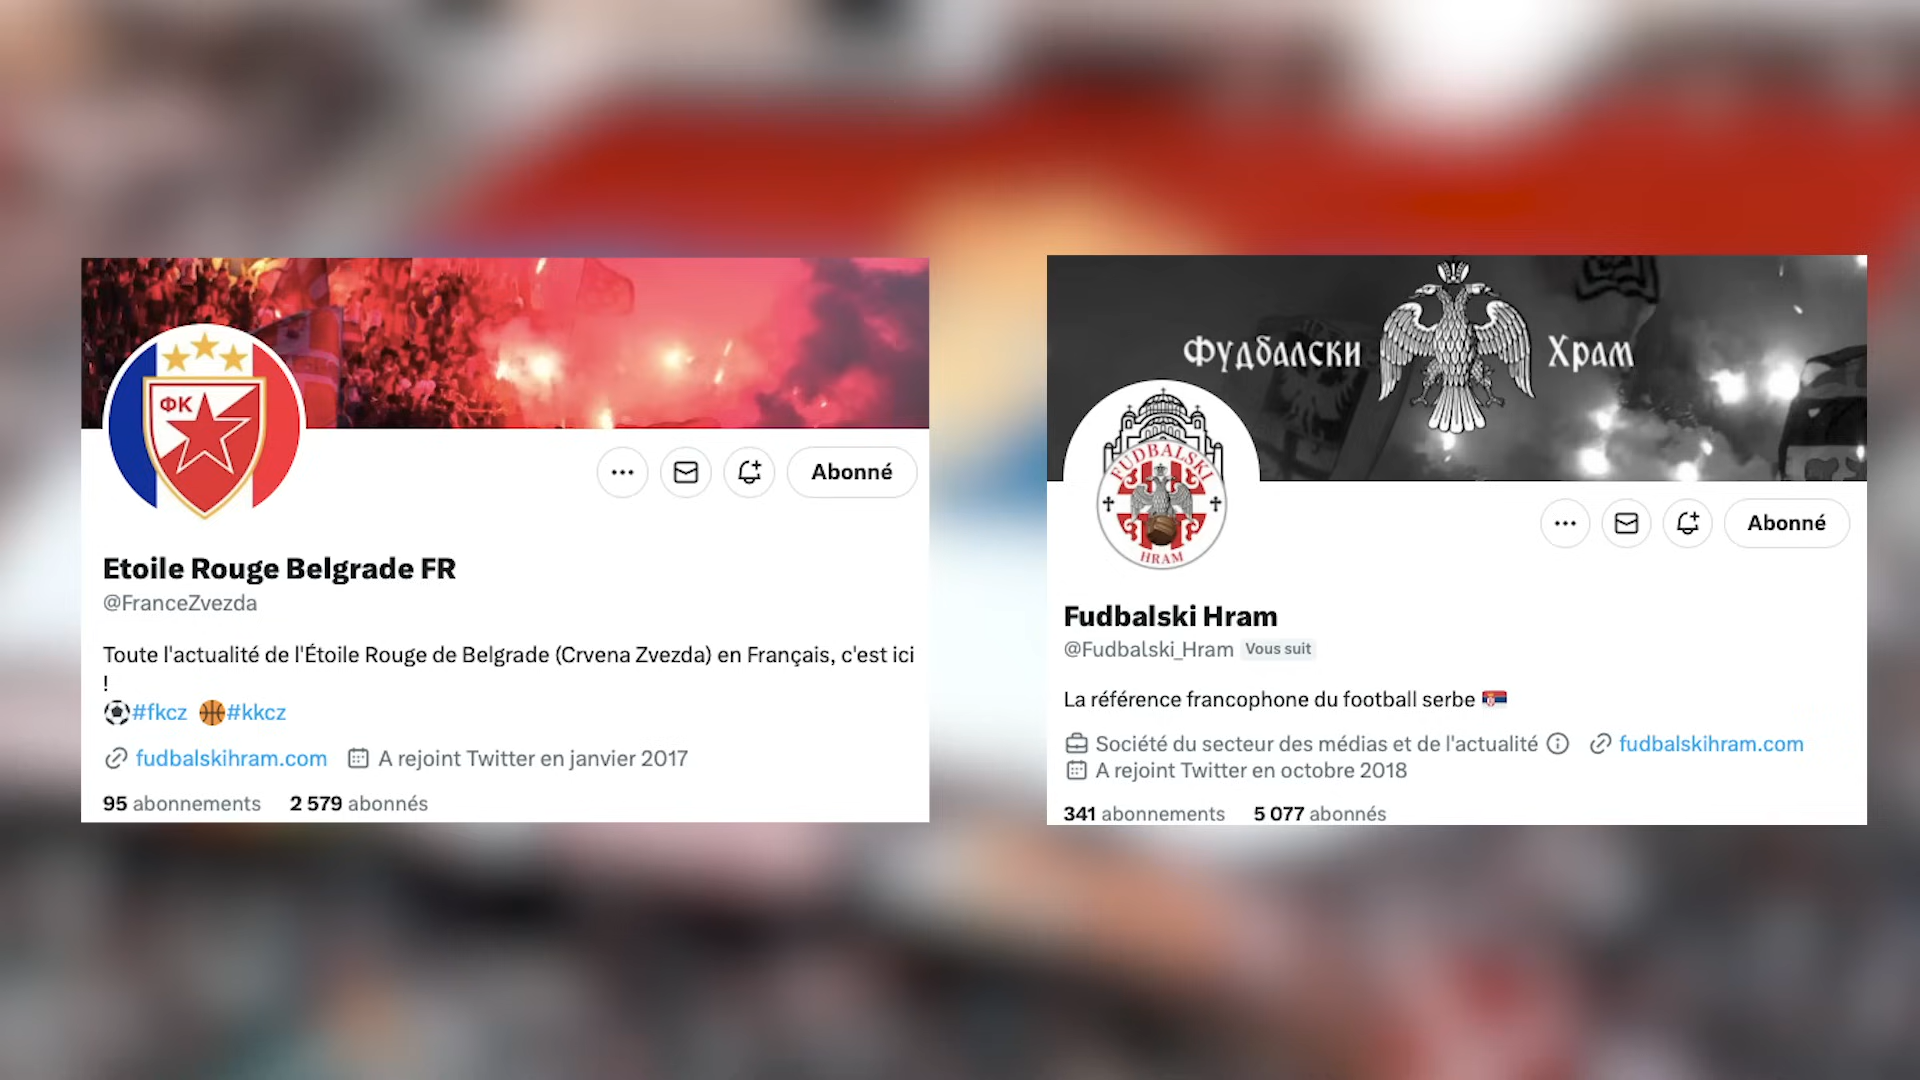 ФК
Etoile Rouge Belgrade FR
@FranceZvezda
Toute l'actualité de l'Étoile Rouge de Belgrade (Crvena Zvezda) en Français, c'est ici
!
#fkcz #kkcz
fudbalskihram.com A rejoint Twitter en janvier 2017
95 abonnements 2 579 abonnés
Abonné
Фудбалски Храм
FUDBALSKI
HRAM
Abonné
Fudbalski Hram
@Fudbalski_Hram Vous suit
La référence francophone du football serbe
Société du secteur des médias et de l'actualité fudbalskihram.com
A rejoint Twitter en octobre 2018
341 abonnements 5 077 abonnés